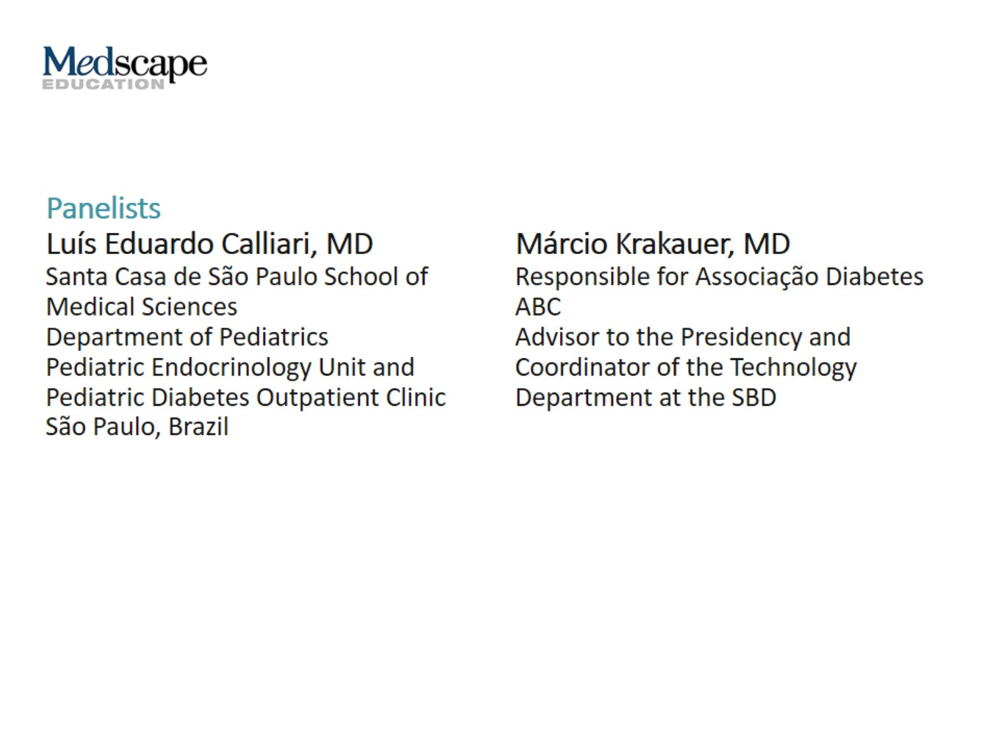 Medscape
EDUCATION
Panelists
Luís Eduardo Calliari, MD
Santa Casa de São Paulo School of
Medical Sciences
Department of Pediatrics
Pediatric Endocrinology Unit and
Pediatric Diabetes Outpatient Clinic
São Paulo, Brazil
Márcio Krakauer, MD
Responsible for Associação Diabetes
ABC
Advisor to the Presidency and
Coordinator of the Technology
Department at the SBD